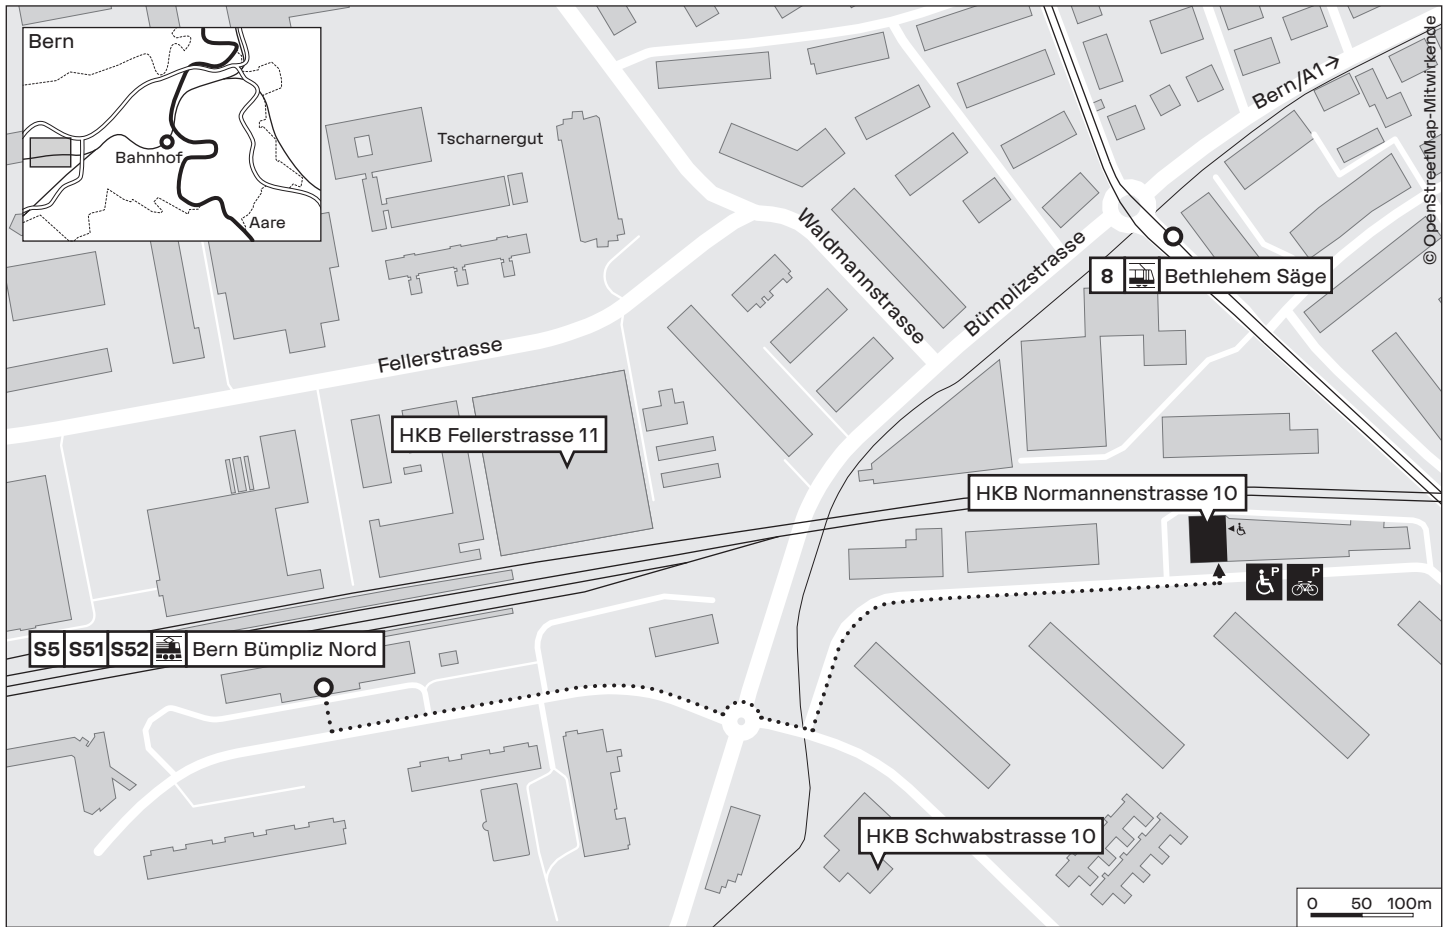 Bern
Bahnhof
Aare
Tscharnergut
Bern/A1→
© OpenStreetMap-Mitwirkende
Waldmannstrasse
Bümplizstrasse
8 Bethlehem Säge
Fellerstrasse
HKB Fellerstrasse 11
HKB Normannenstrasse 10
P P
S5 S51 S52 Bern Bümpliz Nord
HKB Schwabstrasse 10
0 50 100m